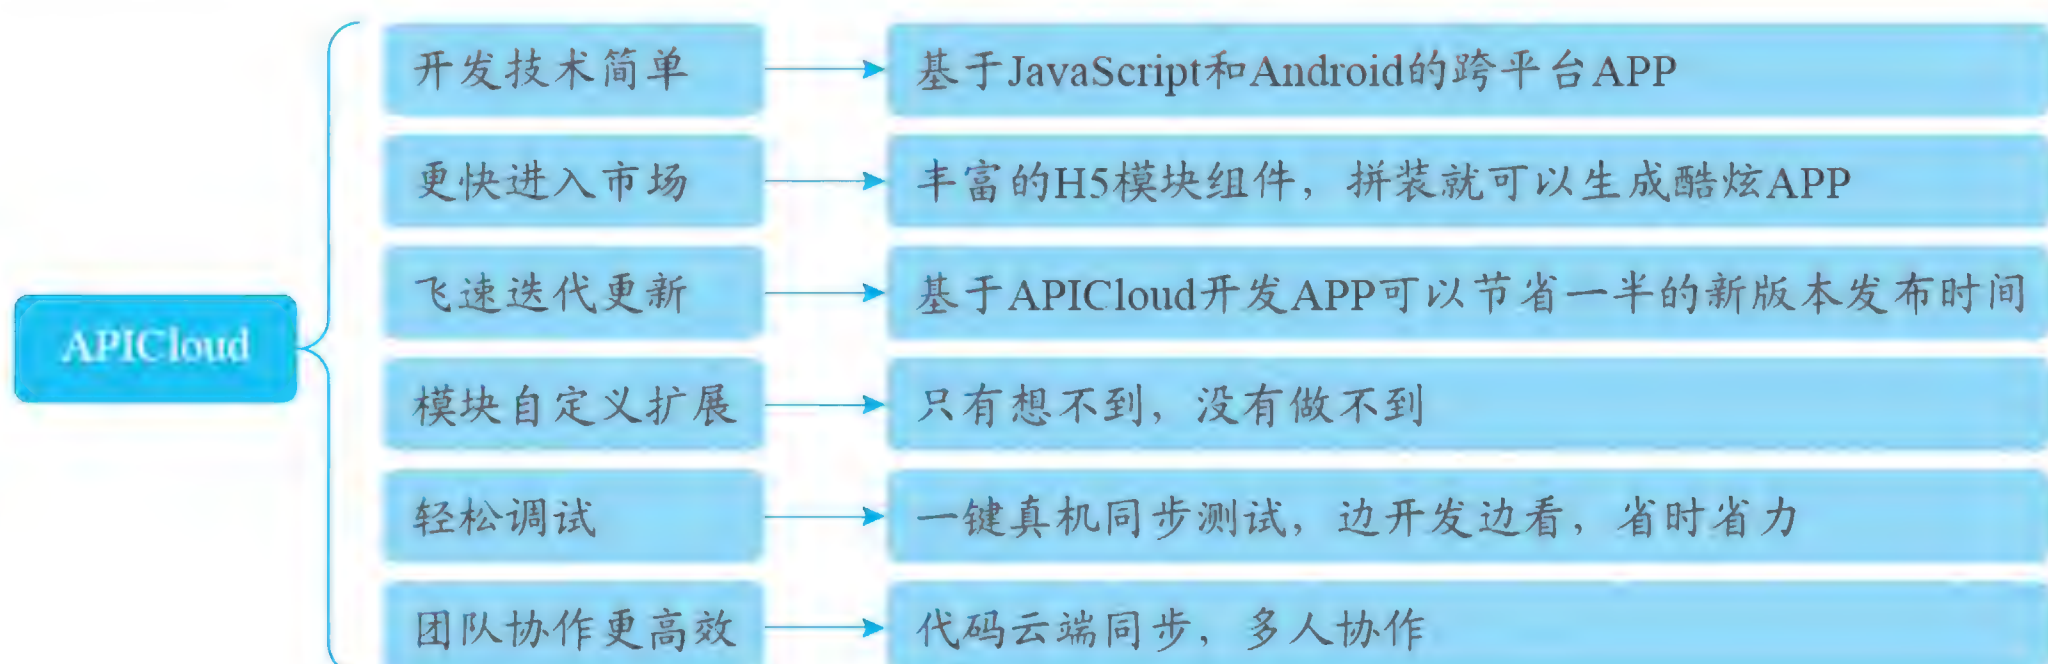 开发技术简单
基于JavaScript和Android的跨平台APP
更快进入市场
丰富的H5模块组件，拼装就可以生成酷炫APP
飞速迭代更新
基于APICloud开发APP可以节省一半的新版本发布时间
APICloud
模块自定义扩展
只有想不到，没有做不到
轻松调试
一键真机同步测试，边开发边看，省时省力
团队协作更高效
代码云端同步，多人协作